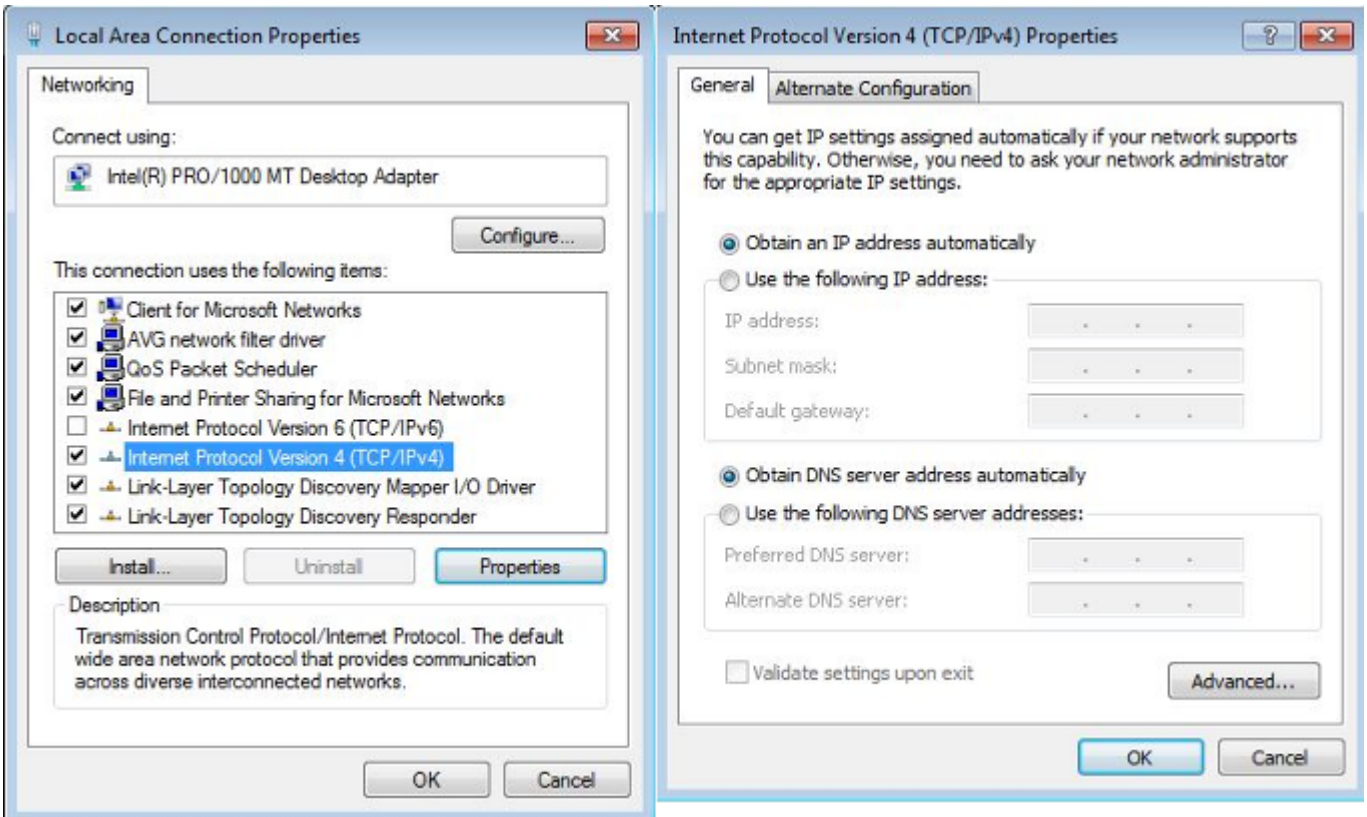 Local Area Connection Properties
Networking
Connect using:
Intel(R) PRO/1000 MT Desktop Adapter
Configure...
This connection uses the following items:
Client for Microsoft Networks
AVG network filter driver
QoS Packet Scheduler
File and Printer Sharing for Microsoft Networks
Internet Protocol Version 6 (TCP/IPv6)
Internet Protocol Version 4 (TCP/IPv4)
Link-Layer Topology Discovery Mapper I/O Driver
Link-Layer Topology Discovery Responder
Install...
Uninstall
Properties
Description
Transmission Control Protocol/Internet Protocol. The default
wide area network protocol that provides communication
across diverse interconnected networks.
OK
Cancel
Internet Protocol Version 4 (TCP/IPv4) Properties
General
Alternate Configuration
You can get IP settings assigned automatically if your network supports
this capability. Otherwise, you need to ask your network administrator
for the appropriate IP settings.
Obtain an IP address automatically
Use the following IP address:
IP address:
Subnet mask:
Default gateway:
Obtain DNS server address automatically
Use the following DNS server addresses:
Preferred DNS server:
Alternate DNS server:
Validate settings upon exit
Advanced...
OK
Cancel